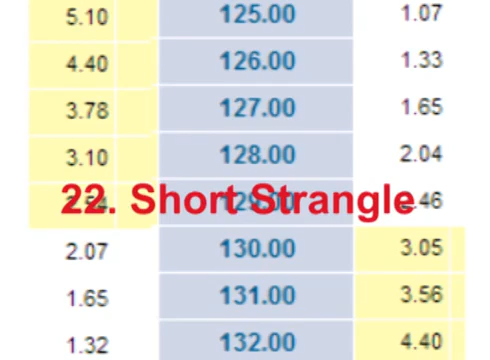 5.10 125.00 1.07
4.40 126.00 1.33
3.78 127.00 1.65
3.10 128.00 2.04
22. Short Strangle
2.07 130.00 3.05
1.65 131.00 3.56
1.32 132.00 4.40